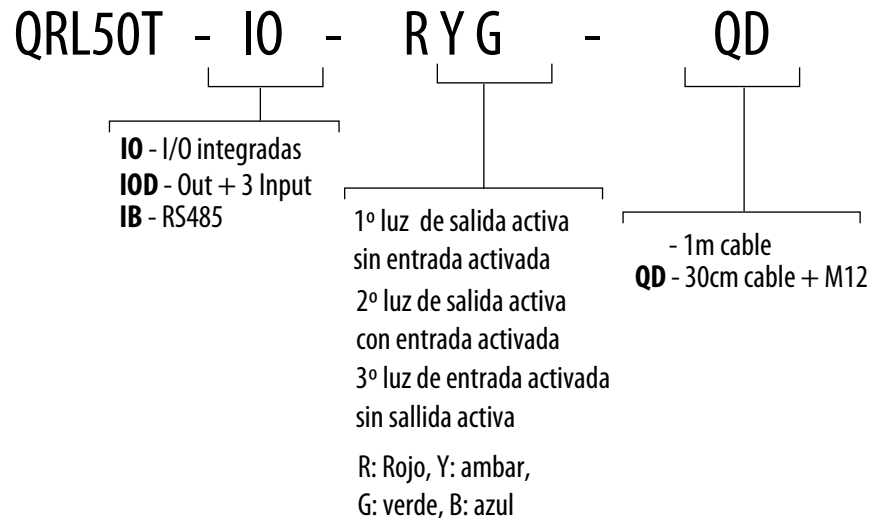 QRL50T - IO - R Y G - QD
IO - I/O integradas
IOD - Out + 3 Input
IB - RS485
1º luz de salida activa
sin entrada activada
2º luz de salida activa
con entrada activada
3º luz de entrada activada
sin sallida activa
R: Rojo, Y: ambar,
G: verde, B: azul
- 1m cable
QD - 30cm cable + M12